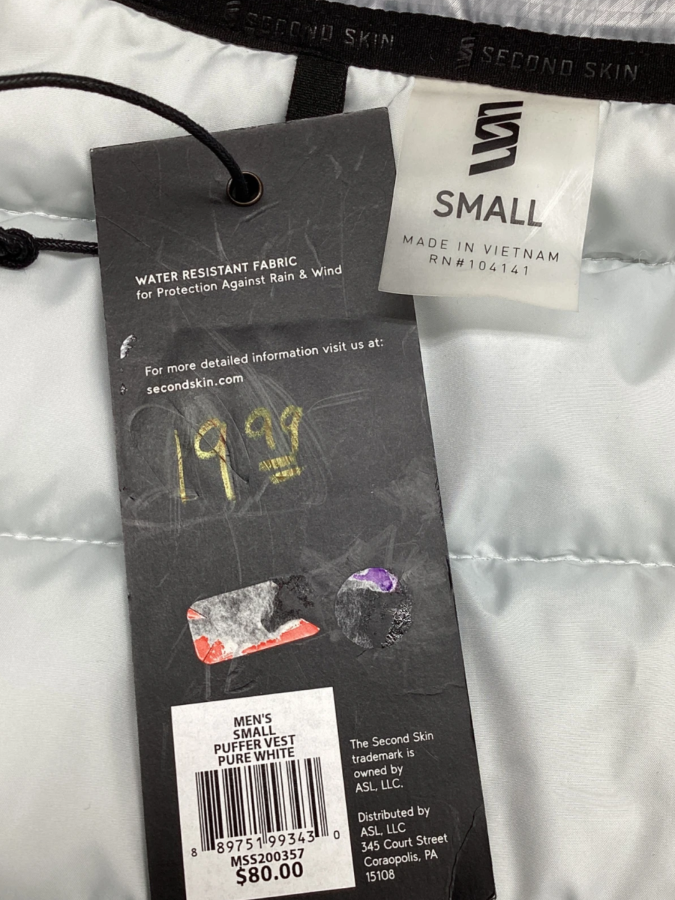 SECOND SKIN
SECOND SKIN
SMALL
MADE IN VIETNAM
RN#104141
WATER RESISTANT FABRIC
for Protection Against Rain & Wind
For more detailed information visit us at:
secondskin.com
19.99
MEN'S
SMALL
PUFFER VEST
PURE WHITE
8 89751 99343 0
MSS200357
$80.00
The Second Skin
trademark is
owned by
ASL, LLC.
Distributed by
ASL, LLC
345 Court Street
Coraopolis, PA
15108